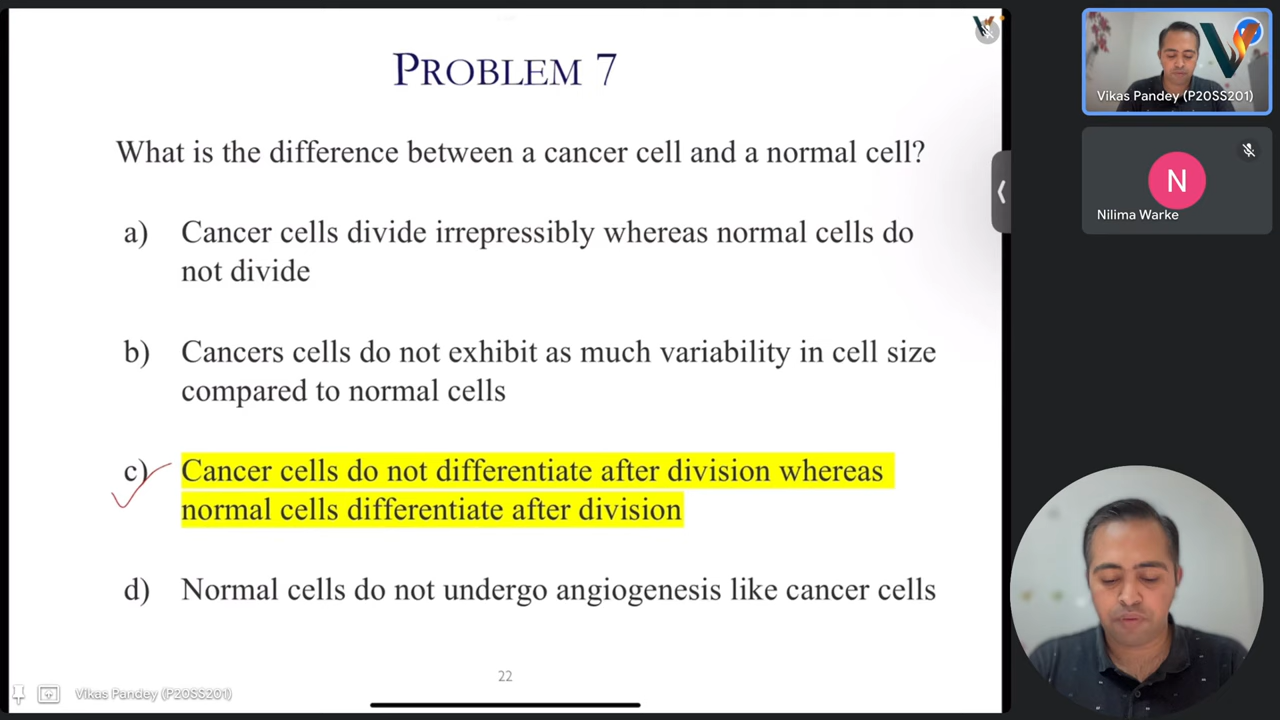 PROBLEM 7
What is the difference between a cancer cell and a normal cell?
a) Cancer cells divide irrepressibly whereas normal cells do
not divide
b) Cancers cells do not exhibit as much variability in cell size
compared to normal cells
c) Cancer cells do not differentiate after division whereas
normal cells differentiate after division
d) Normal cells do not undergo angiogenesis like cancer cells
22
Vikas Pandey (P20SS201)
Vikas Pandey (P20SS201)
N
Nilima Warke